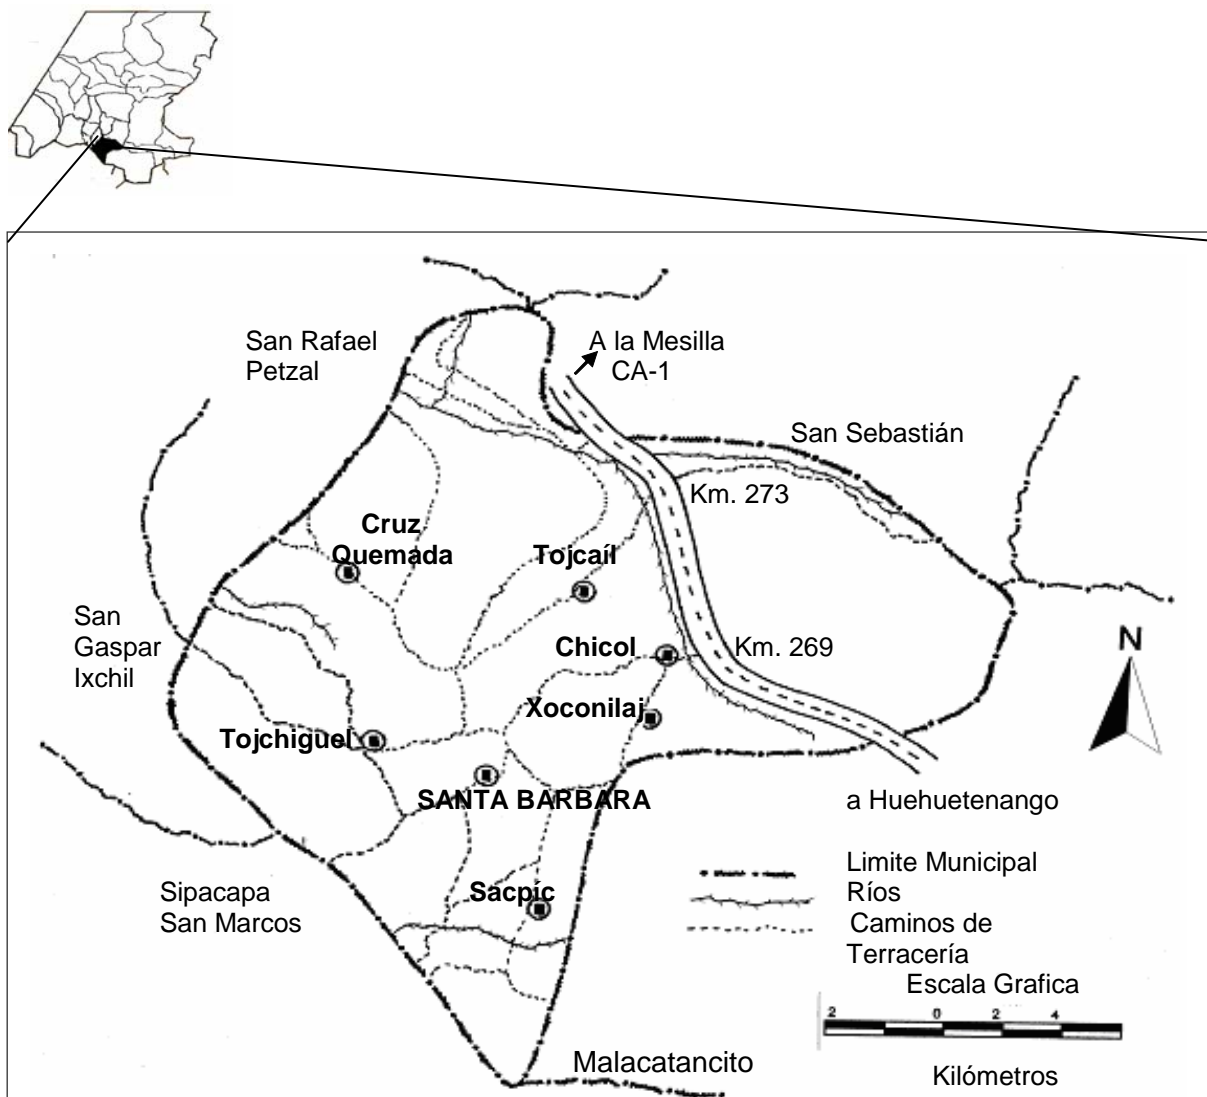 San Rafael
Petzal
A la Mesilla
CA-1
San Sebastián
Km. 273
Cruz
Quemada
Tojcaíl
San
Gaspar
Ixchil
Chicol
Km. 269
N
Xoconilaj
Tojchiguel
SANTA BARBARA
a Huehuetenango
Limite Municipal
Ríos
Caminos de
Terracería
Sipacapa
San Marcos
Sacpic
Escala Grafica
2 0 2 4
Malacatancito
Kilómetros